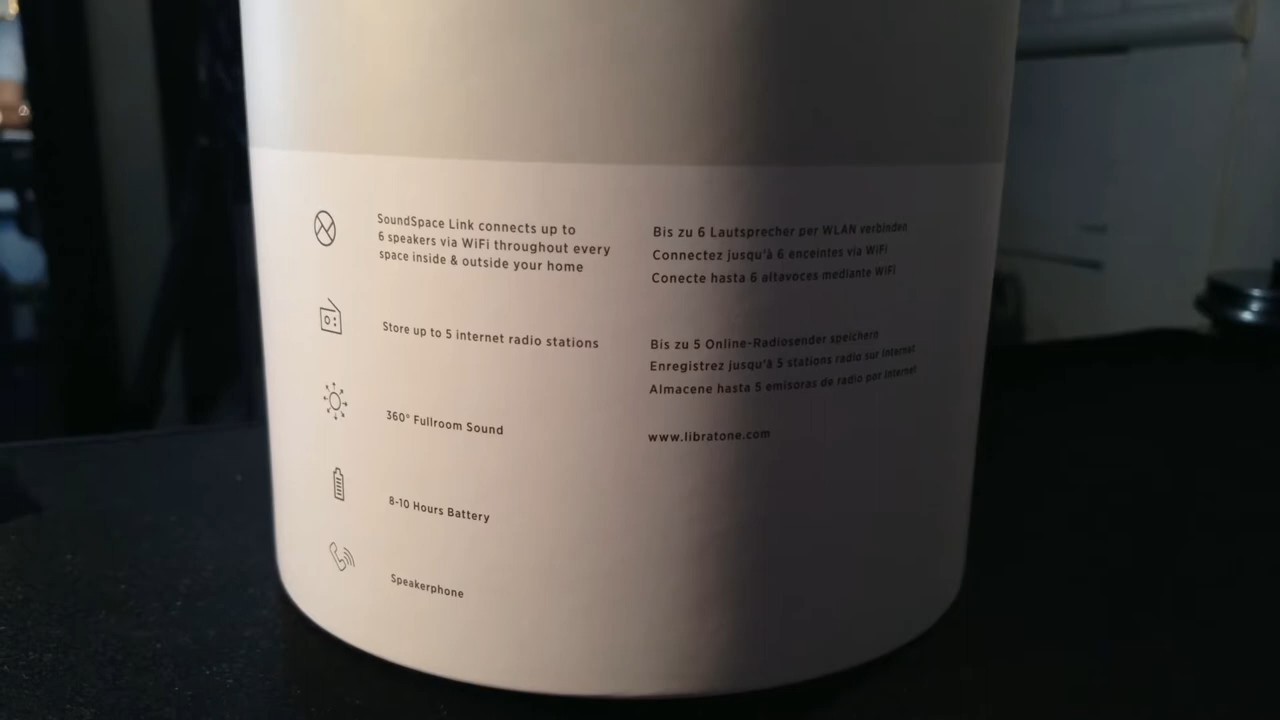 SoundSpace Link connects up to
6 speakers via WiFi throughout every
space inside & outside your home
Store up to 5 internet radio stations
360° Fullroom Sound
8-10 Hours Battery
Speakerphone
Bis zu 6 Lautsprecher per WLAN verbinden
Connectez jusqu'à 6 enceintes via WiFi
Conecte hasta 6 altavoces mediante WiFi
Bis zu 5 Online-Radiosender speichern
Enregistrez jusqu'à 5 stations radio sur Internet
Almacene hasta 5 emisoras de radio por Internet
www.libratone.com